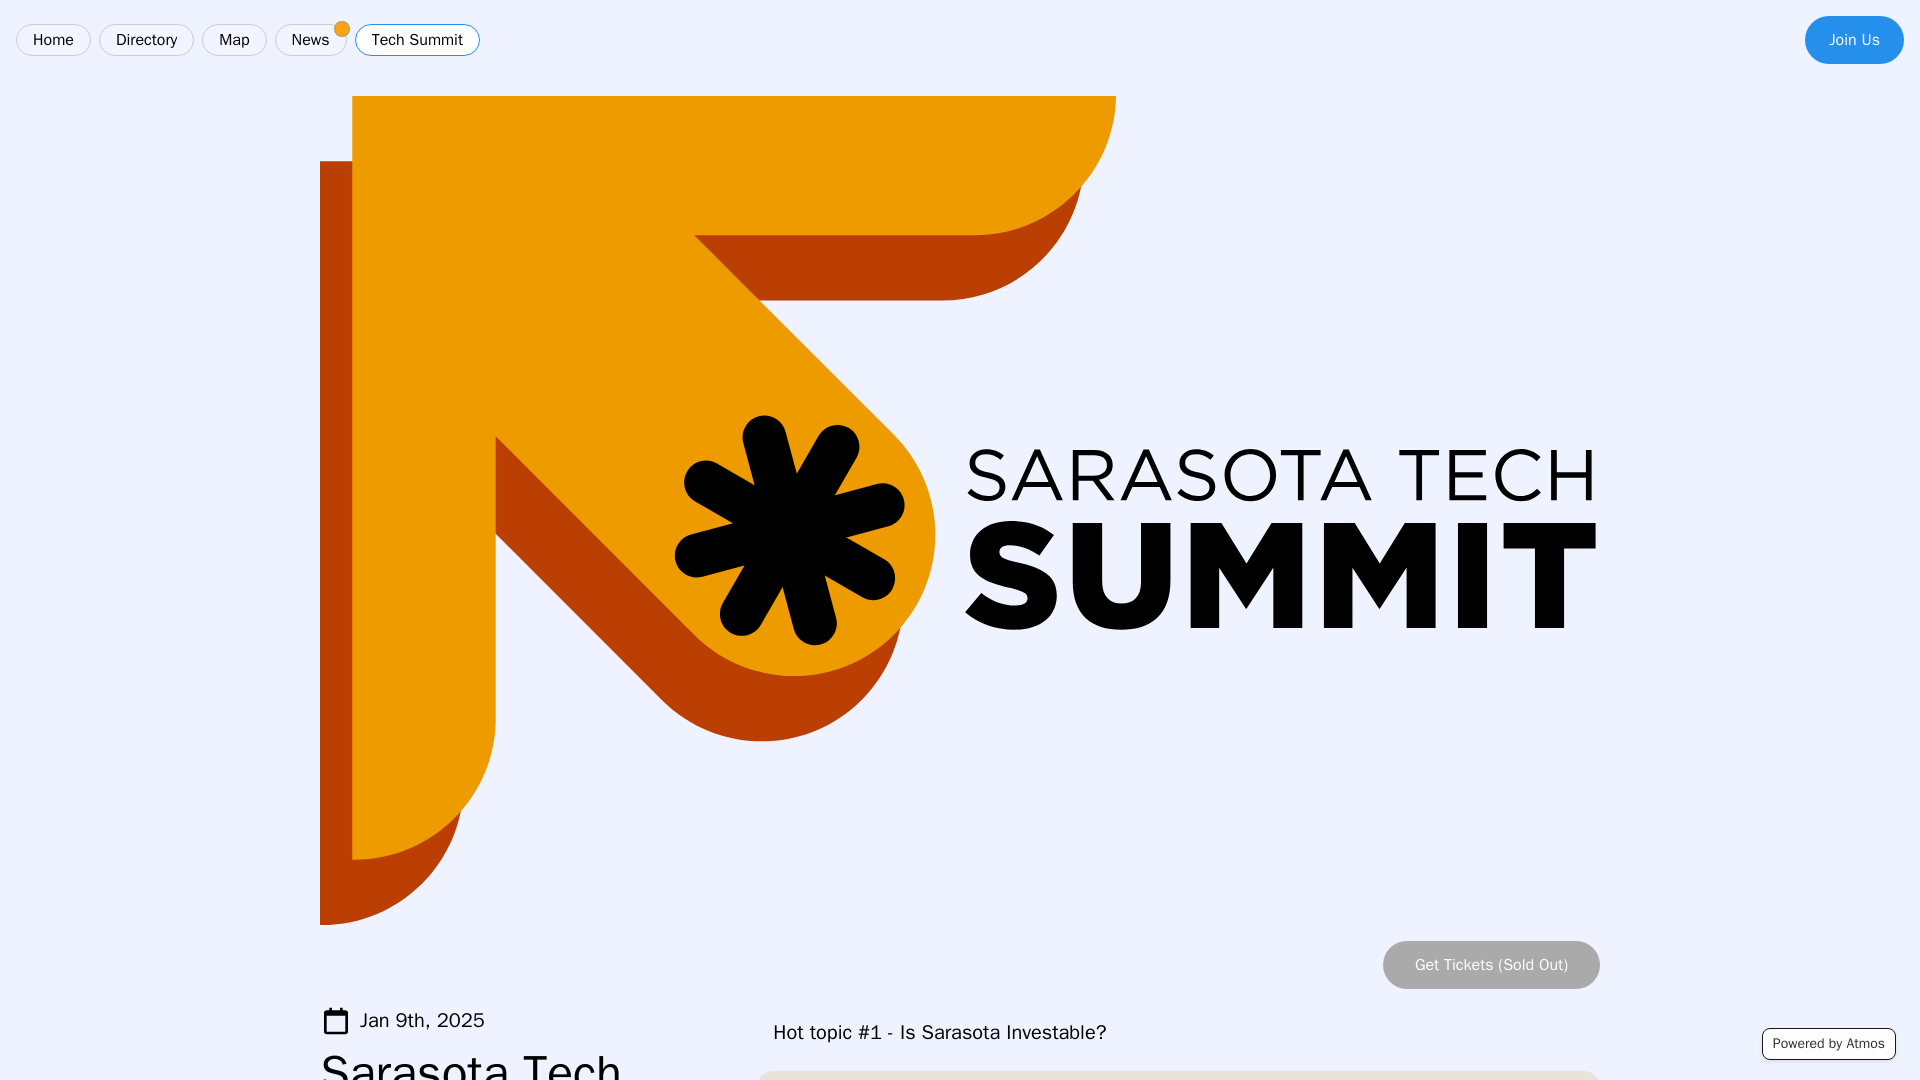 Home
Directory
Map
News
Tech Summit
Join Us
SARASOTA TECH
SUMMIT
Get Tickets (Sold Out)
Jan 9th, 2025
Sarasota Tech
Hot topic #1 - Is Sarasota Investable?
Powered by Atmos